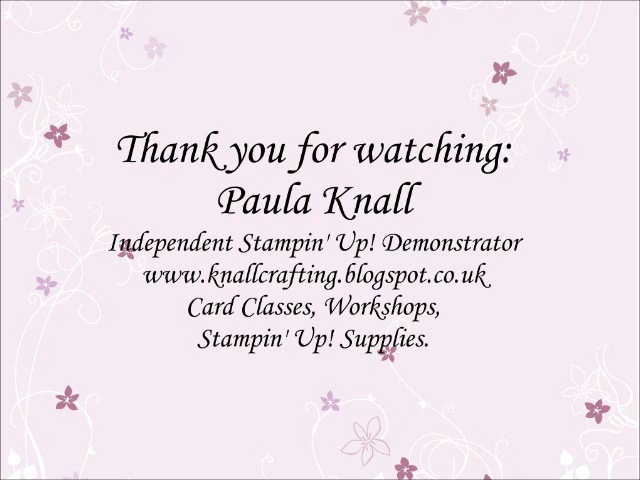 Thank you for watching:
Paula Knall
Independent Stampin' Up! Demonstrator
www.knallcrafting.blogspot.co.uk
Card Classes, Workshops,
Stampin' Up! Supplies.